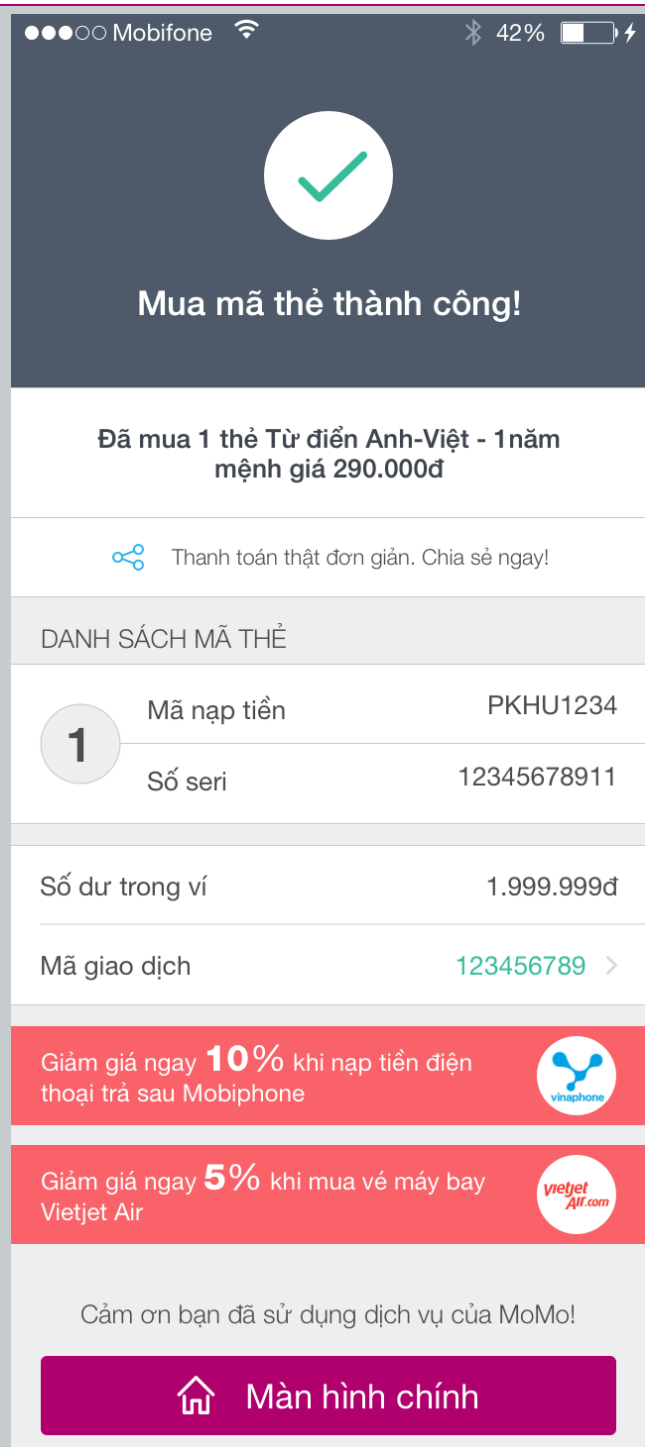 Mobifone 42%
Mua mã thẻ thành công!
Đã mua 1 thẻ Từ điển Anh-Việt - 1năm
mệnh giá 290.000đ
Thanh toán thật đơn giản. Chia sẻ ngay!
DANH SÁCH MÃ THẺ
1
Mã nạp tiền PKHU1234
Số seri 12345678911
Số dư trong ví 1.999.999đ
Mã giao dịch 123456789
Giảm giá ngay 10% khi nạp tiền điện
thoại trả sau Mobiphone
vinaphone
Giảm giá ngay 5% khi mua vé máy bay
Vietjet Air
vietjet
Air.com
Cảm ơn bạn đã sử dụng dịch vụ của MoMo!
Màn hình chính